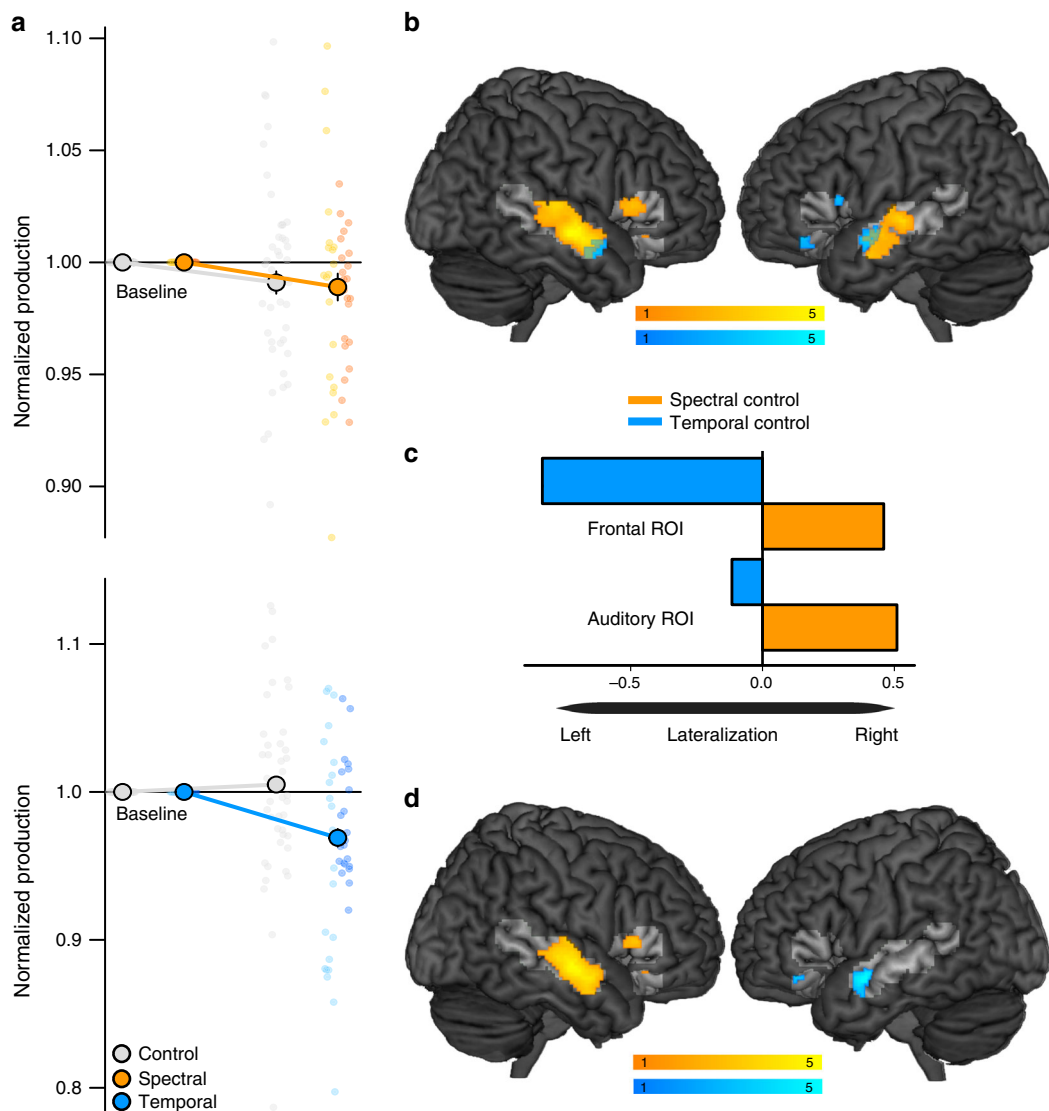 a
1.10
1.05
1.00
0.95
0.90
Normalized production
Baseline
1.1
1.0
0.9
0.8
Normalized production
Baseline
Control
Spectral
Temporal
b
1 5
1 5
Spectral control
Temporal control
c
Frontal ROI
Auditory ROI
−0.5 0.0 0.5
Left Lateralization Right
d
1 5
1 5